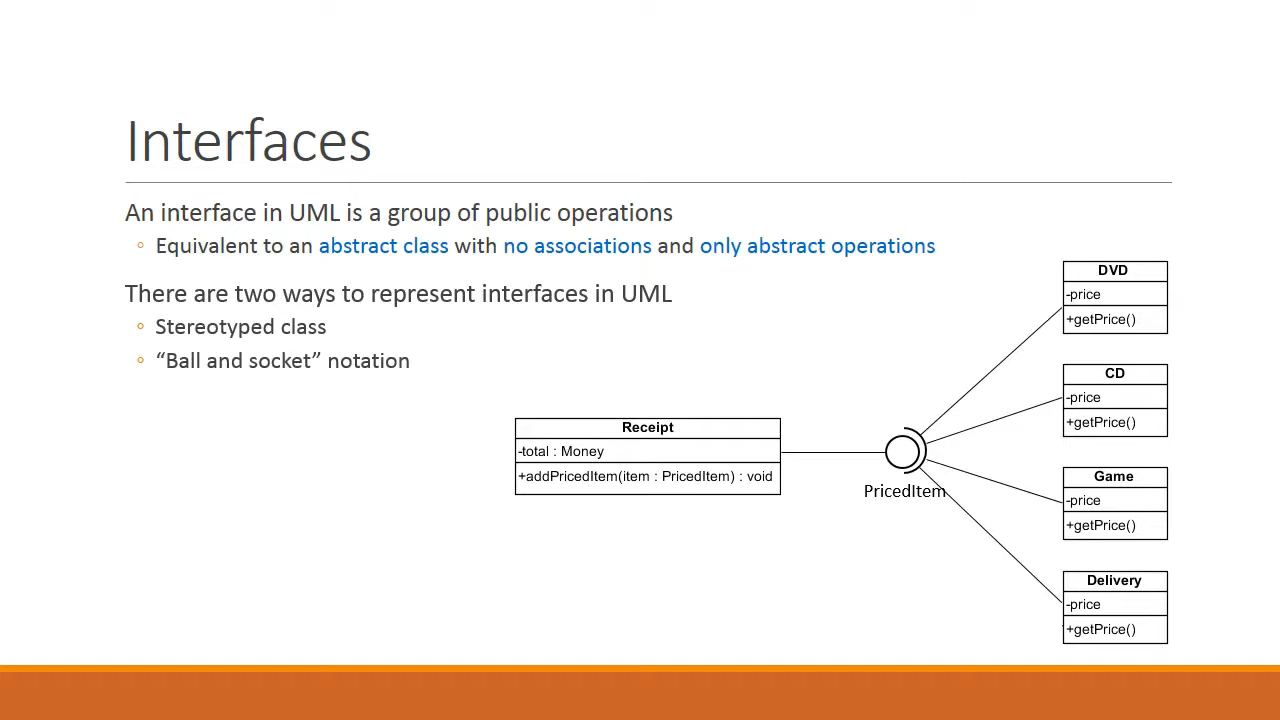 Interfaces
An interface in UML is a group of public operations
Equivalent to an abstract class with no associations and only abstract operations
There are two ways to represent interfaces in UML
Stereotyped class
“Ball and socket” notation
Receipt
-total : Money
+addPricedItem(item : PricedItem) : void
PricedItem
DVD
-price
+getPrice()
CD
-price
+getPrice()
Game
-price
+getPrice()
Delivery
-price
+getPrice()